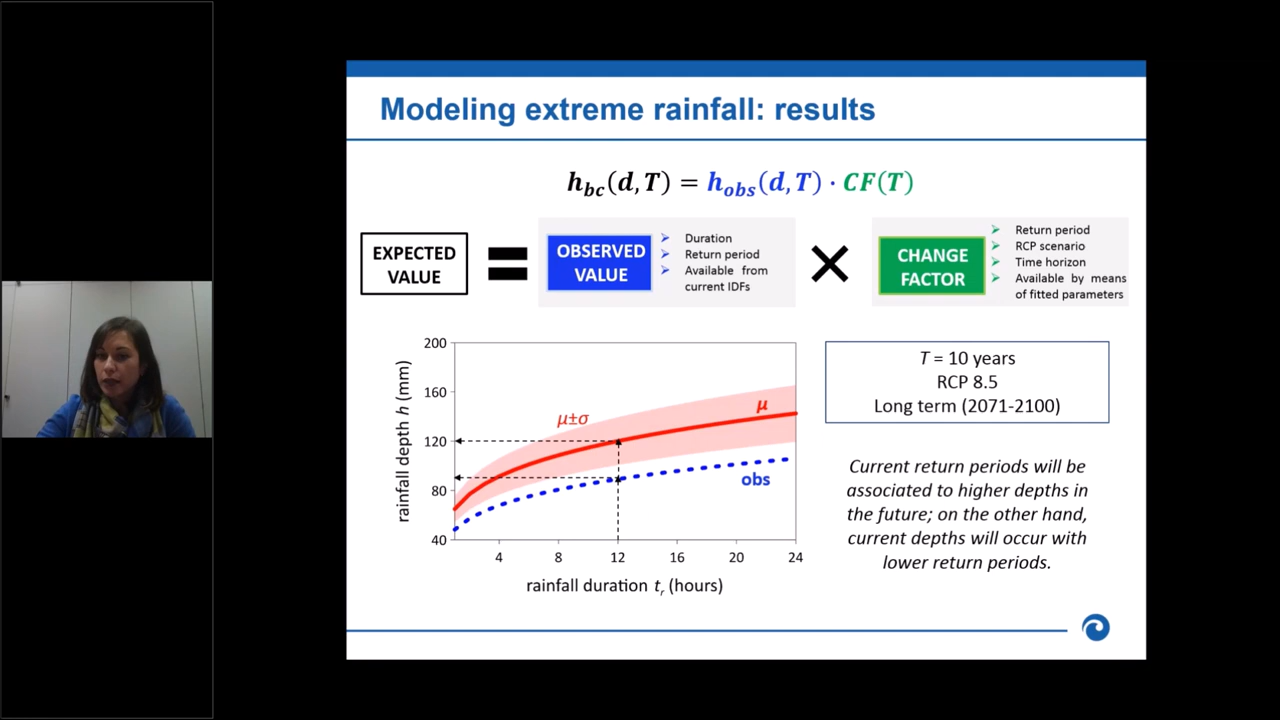 Modeling extreme rainfall: results
h_bc(d,T) = h_obs(d,T) · CF(T)
EXPECTED
VALUE
=
OBSERVED
VALUE
Duration
Return period
Available from
current IDFs
×
CHANGE
FACTOR
Return period
RCP scenario
Time horizon
Available by means
of fitted parameters
rainfall depth h (mm)
200
160
120
80
40
μ±σ
μ
obs
4
8
12
16
20
24
rainfall duration t_r (hours)
T = 10 years
RCP 8.5
Long term (2071-2100)
Current return periods will be
associated to higher depths in
the future; on the other hand,
current depths will occur with
lower return periods.